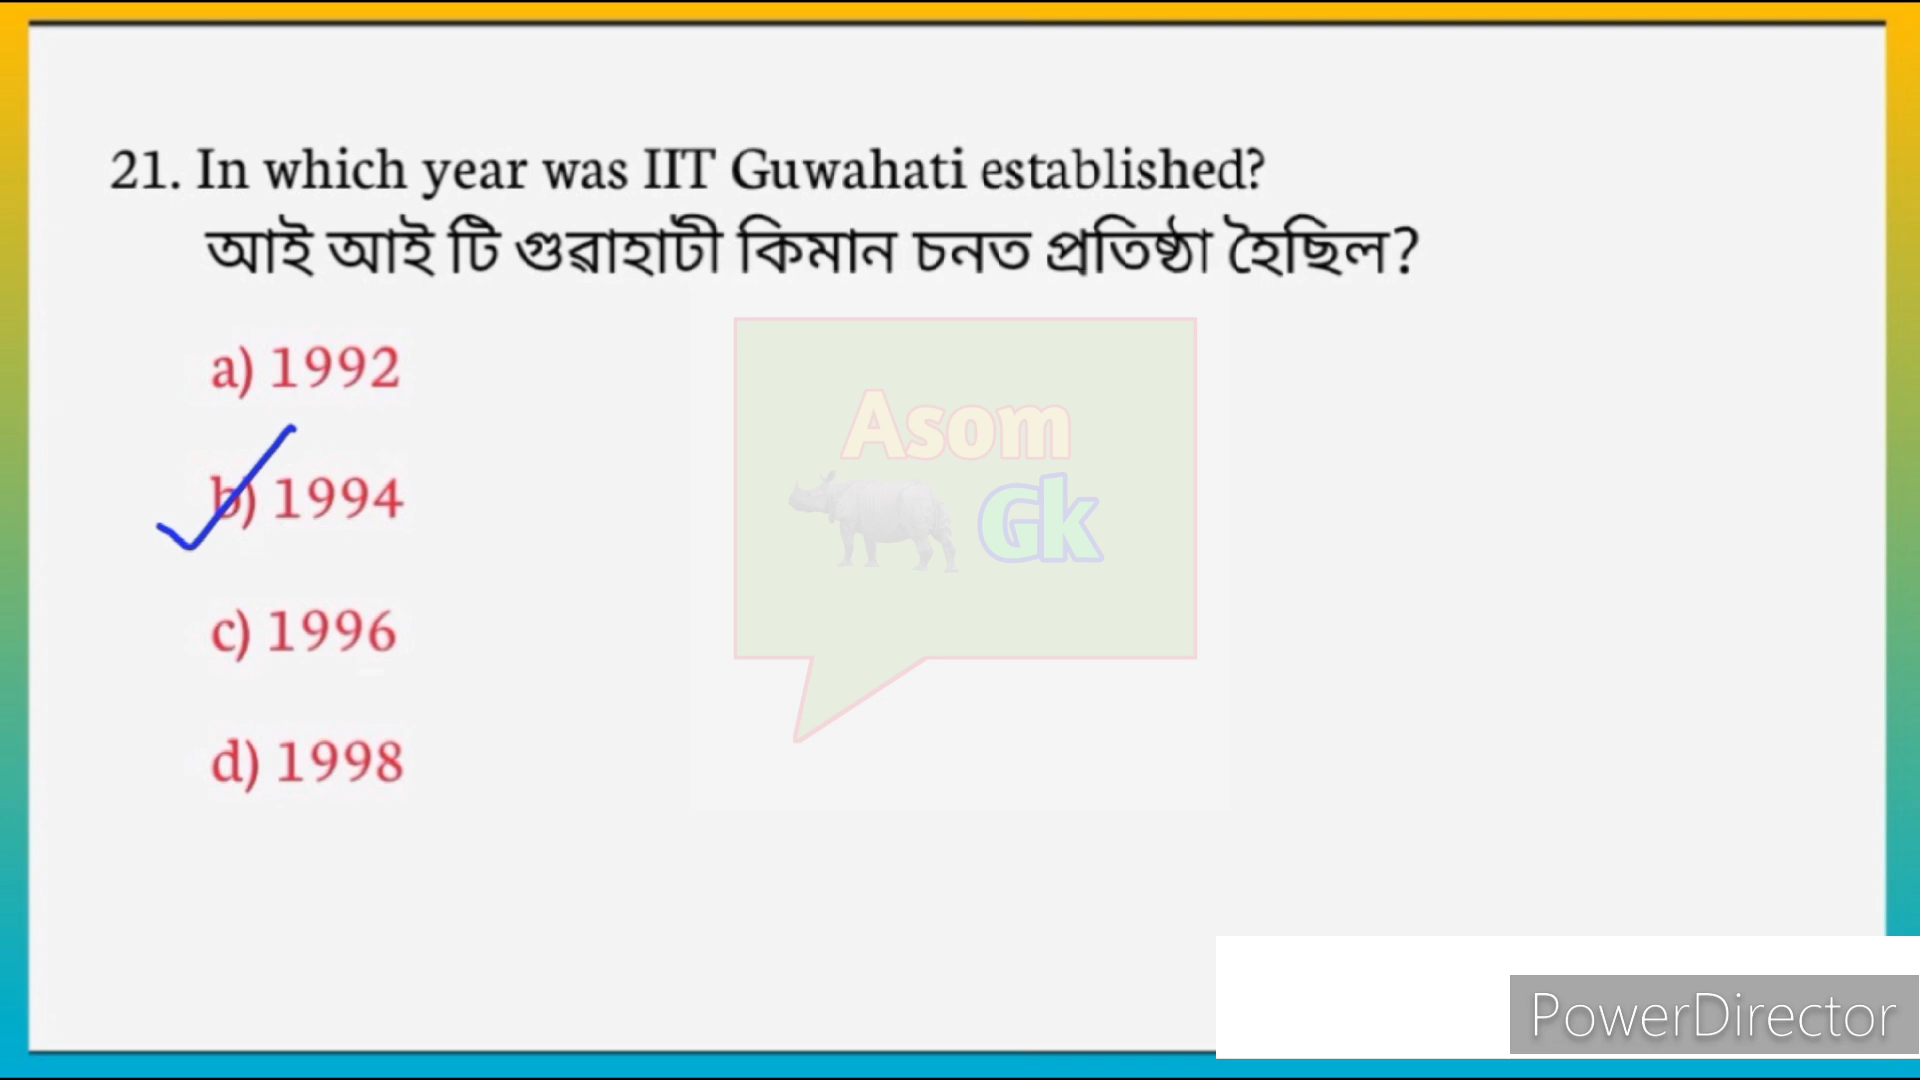 21. In which year was IIT Guwahati established?
আই আই টি গুৱাহাটী কিমান চনত প্ৰতিষ্ঠা হৈছিল?
a) 1992
b) 1994
c) 1996
d) 1998
Asom
Gk
PowerDirector